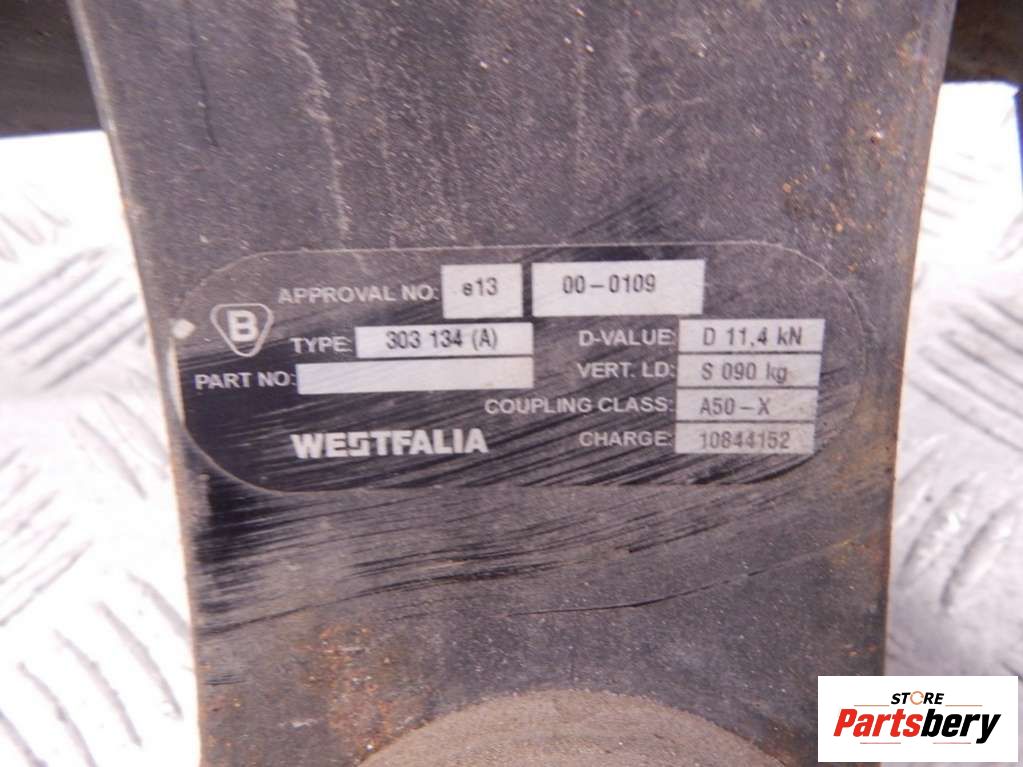 APPROVAL NO: e13 00-0109
B
TYPE: 303 134 (A)
D-VALUE: D 11,4 kN
PART NO:
VERT. LD: S 090 kg
COUPLING CLASS: A50-X
WESTFALIA
CHARGE: 10844152
STORE
Partsbery